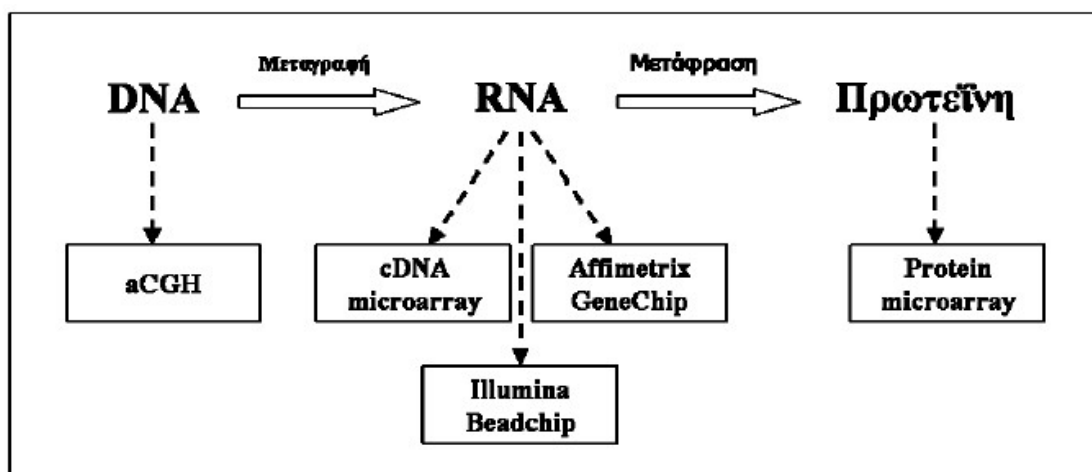 Μεταγραφή
Μετάφραση
DNA
RNA
Πρωτεΐνη
aCGH
cDNA
microarray
Affimetrix
GeneChip
Protein
microarray
Illumina
Beadchip